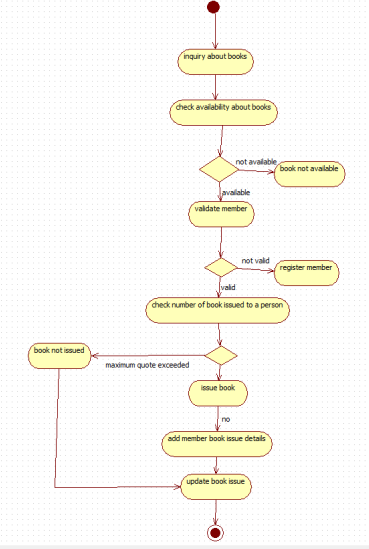 inquiry about books
check availability about books
not available
book not available
available
validate member
not valid
register member
valid
check number of book issued to a person
book not issued
maximum quote exceeded
issue book
no
add member book issue details
update book issue